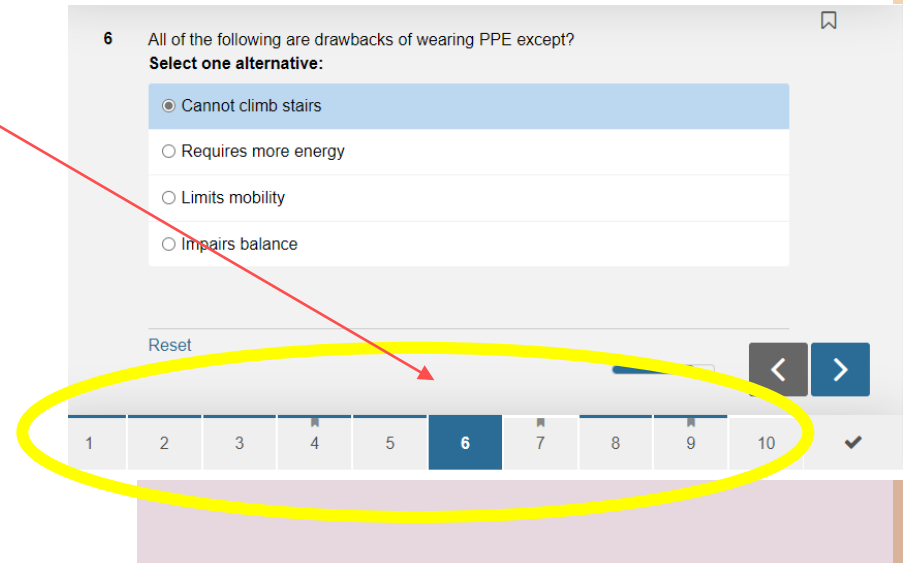 6 All of the following are drawbacks of wearing PPE except?
Select one alternative:
Cannot climb stairs
Requires more energy
Limits mobility
Impairs balance
Reset
1 2 3 4 5 6 7 8 9 10